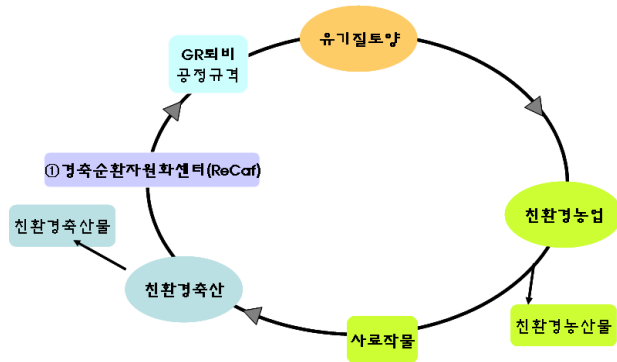 유기질토양
GR퇴비
공정규격
①경축순환자원화센터(ReCaf)
친환경농업
친환경축산물
친환경축산
친환경농산물
사료작물